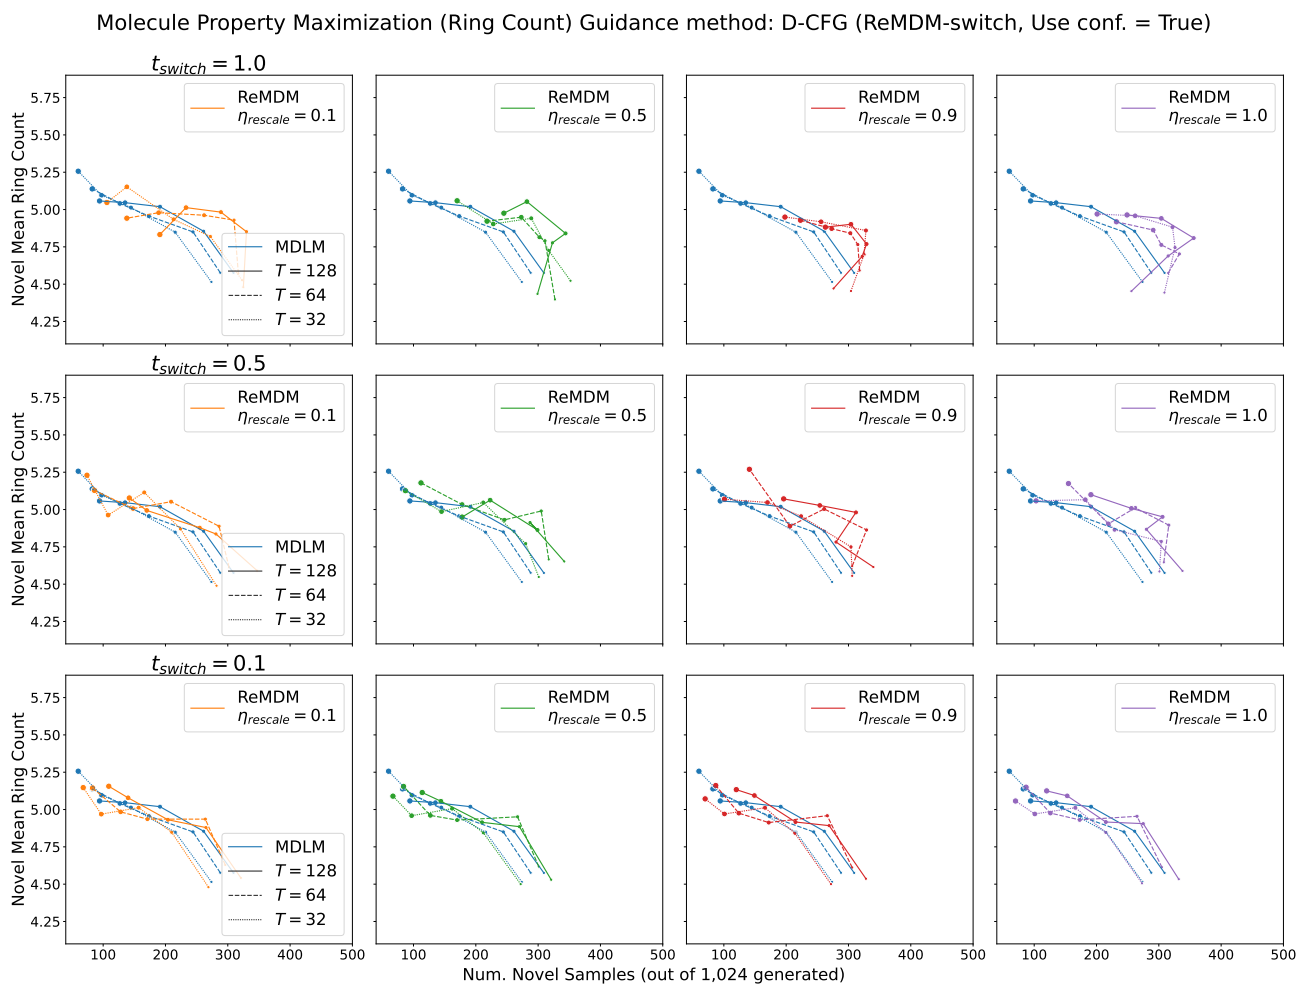 Molecule Property Maximization (Ring Count) Guidance method: D-CFG (ReMDM-switch, Use conf. = True)
t_switch = 1.0
Novel Mean Ring Count
5.75
5.50
5.25
5.00
4.75
4.50
4.25
ReMDM
η_rescale = 0.1
MDLM
T = 128
T = 64
T = 32
ReMDM
η_rescale = 0.5
ReMDM
η_rescale = 0.9
ReMDM
η_rescale = 1.0
t_switch = 0.5
Novel Mean Ring Count
5.75
5.50
5.25
5.00
4.75
4.50
4.25
ReMDM
η_rescale = 0.1
MDLM
T = 128
T = 64
T = 32
ReMDM
η_rescale = 0.5
ReMDM
η_rescale = 0.9
ReMDM
η_rescale = 1.0
t_switch = 0.1
Novel Mean Ring Count
5.75
5.50
5.25
5.00
4.75
4.50
4.25
ReMDM
η_rescale = 0.1
MDLM
T = 128
T = 64
T = 32
ReMDM
η_rescale = 0.5
ReMDM
η_rescale = 0.9
ReMDM
η_rescale = 1.0
100 200 300 400 500
100 200 300 400 500
100 200 300 400 500
100 200 300 400 500
Num. Novel Samples (out of 1,024 generated)